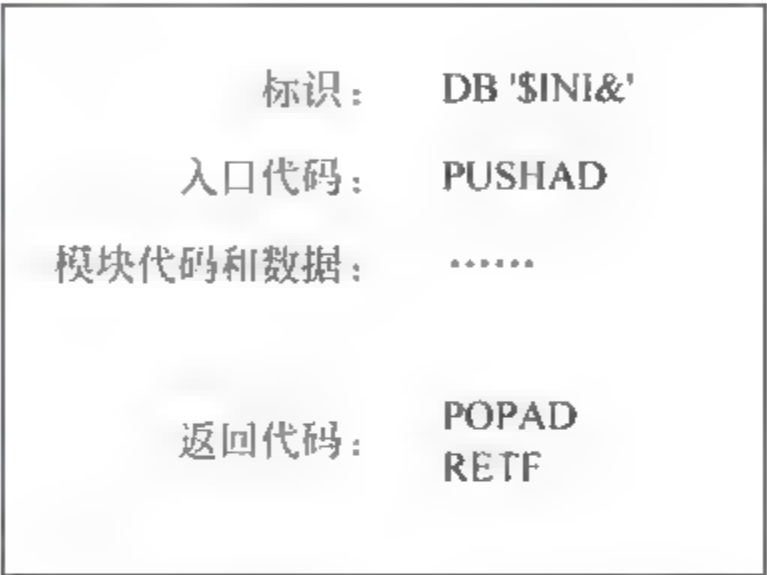 标识： DB '$INI&'
入口代码： PUSHAD
模块代码和数据： ······
返回代码： POPAD
RETF